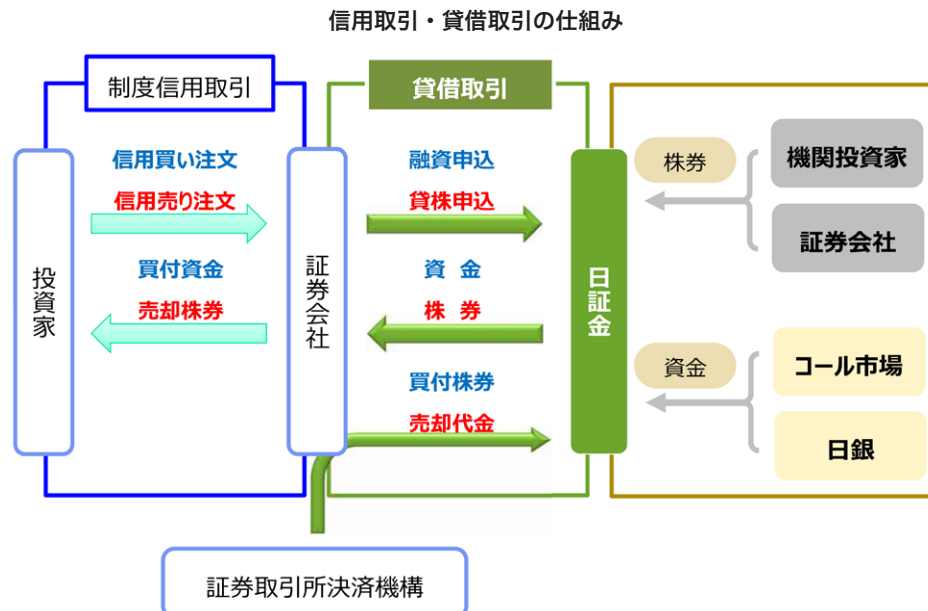 信用取引・貸借取引の仕組み
制度信用取引
貸借取引
投資家
信用買い注文
信用売り注文
買付資金
売却株券
証券会社
融資申込
貸株申込
資 金
株 券
買付株券
売却代金
日証金
株券
機関投資家
証券会社
資金
コール市場
日銀
証券取引所決済機構